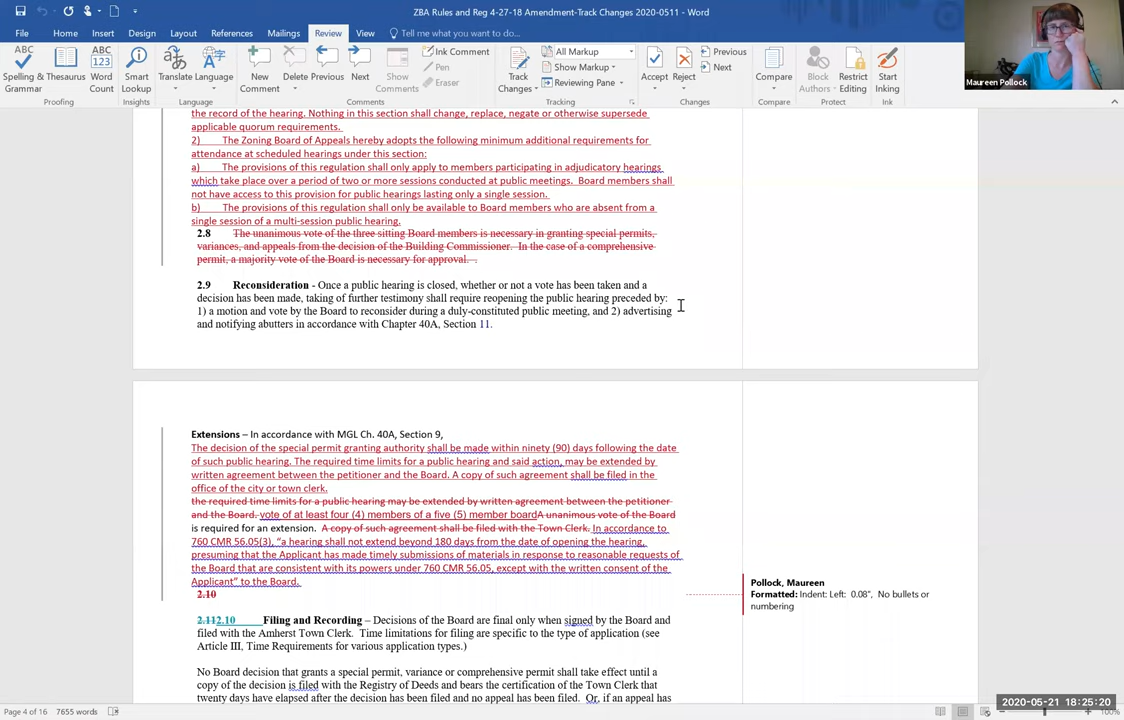 ZBA Rules and Reg 4-27-18 Amendment-Track Changes 2020-0511 - Word
File Home Insert Design Layout References Mailings Review View Tell me what you want to do...
Spelling & Grammar
Thesaurus
Word Count
Smart Lookup
Translate
Language
New Comment
Delete
Previous
Next
Show Comments
Ink Comment
Pen
Eraser
Track Changes
All Markup
Show Markup
Reviewing Pane
Accept
Reject
Previous
Next
Compare
Block Authors
Restrict Editing
Start Inking
Proofing Insights Language Comments Tracking Changes Compare Protect Ink
Maureen Pollock
the record of the hearing. Nothing in this section shall change, replace, negate or otherwise supersede
applicable quorum requirements.
2) The Zoning Board of Appeals hereby adopts the following minimum additional requirements for
attendance at scheduled hearings under this section:
a) The provisions of this regulation shall only apply to members participating in adjudicatory hearings
which take place over a period of two or more sessions conducted at public meetings. Board members shall
not have access to this provision for public hearings lasting only a single session.
b) The provisions of this regulation shall only be available to Board members who are absent from a
single session of a multi-session public hearing.
2.8 The unanimous vote of the three sitting Board members is necessary in granting special permits,
variances, and appeals from the decision of the Building Commissioner. In the case of a comprehensive
permit, a majority vote of the Board is necessary for approval. .
2.9 Reconsideration - Once a public hearing is closed, whether or not a vote has been taken and a
decision has been made, taking of further testimony shall require reopening the public hearing preceded by:
1) a motion and vote by the Board to reconsider during a duly-constituted public meeting, and 2) advertising
and notifying abutters in accordance with Chapter 40A, Section 11.
Extensions – In accordance with MGL Ch. 40A, Section 9,
The decision of the special permit granting authority shall be made within ninety (90) days following the date
of such public hearing. The required time limits for a public hearing and said action, may be extended by
written agreement between the petitioner and the Board. A copy of such agreement shall be filed in the
office of the city or town clerk.
the required time limits for a public hearing may be extended by written agreement between the petitioner
and the Board. vote of at least four (4) members of a five (5) member boardA unanimous vote of the Board
is required for an extension. A copy of such agreement shall be filed with the Town Clerk. In accordance to
760 CMR 56.05(3), “a hearing shall not extend beyond 180 days from the date of opening the hearing,
presuming that the Applicant has made timely submissions of materials in response to reasonable requests of
the Board that are consistent with its powers under 760 CMR 56.05, except with the written consent of the
Applicant” to the Board.
2.10
Pollock, Maureen
Formatted: Indent: Left: 0.08", No bullets or
numbering
2.112.10 Filing and Recording – Decisions of the Board are final only when signed by the Board and
filed with the Amherst Town Clerk. Time limitations for filing are specific to the type of application (see
Article III, Time Requirements for various application types.)
No Board decision that grants a special permit, variance or comprehensive permit shall take effect until a
copy of the decision is filed with the Registry of Deeds and bears the certification of the Town Clerk that
twenty days have elapsed after the decision has been filed and no appeal has been filed. Or, if an appeal has
Page 4 of 16 7655 words
2020-05-21 18:25:20
100%